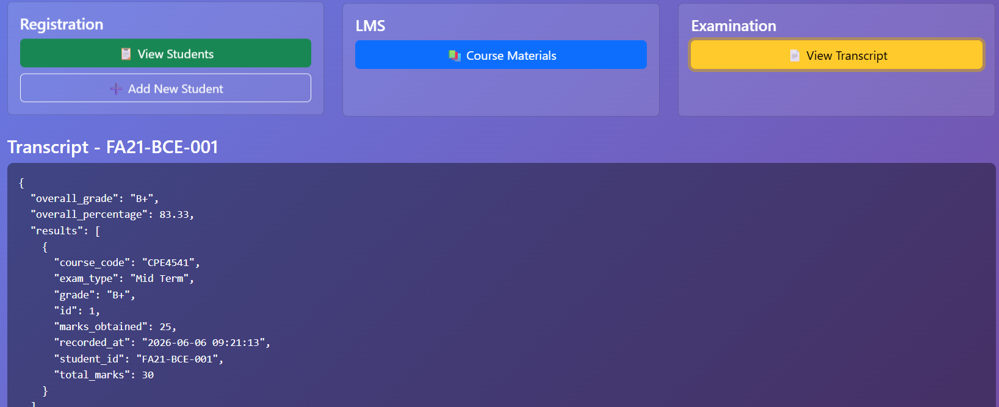 Registration
View Students
Add New Student
LMS
Course Materials
Examination
View Transcript
Transcript - FA21-BCE-001
{
"overall_grade": "B+",
"overall_percentage": 83.33,
"results": [
{
"course_code": "CPE4541",
"exam_type": "Mid Term",
"grade": "B+",
"id": 1,
"marks_obtained": 25,
"recorded_at": "2026-06-06 09:21:13",
"student_id": "FA21-BCE-001",
"total_marks": 30
}
]